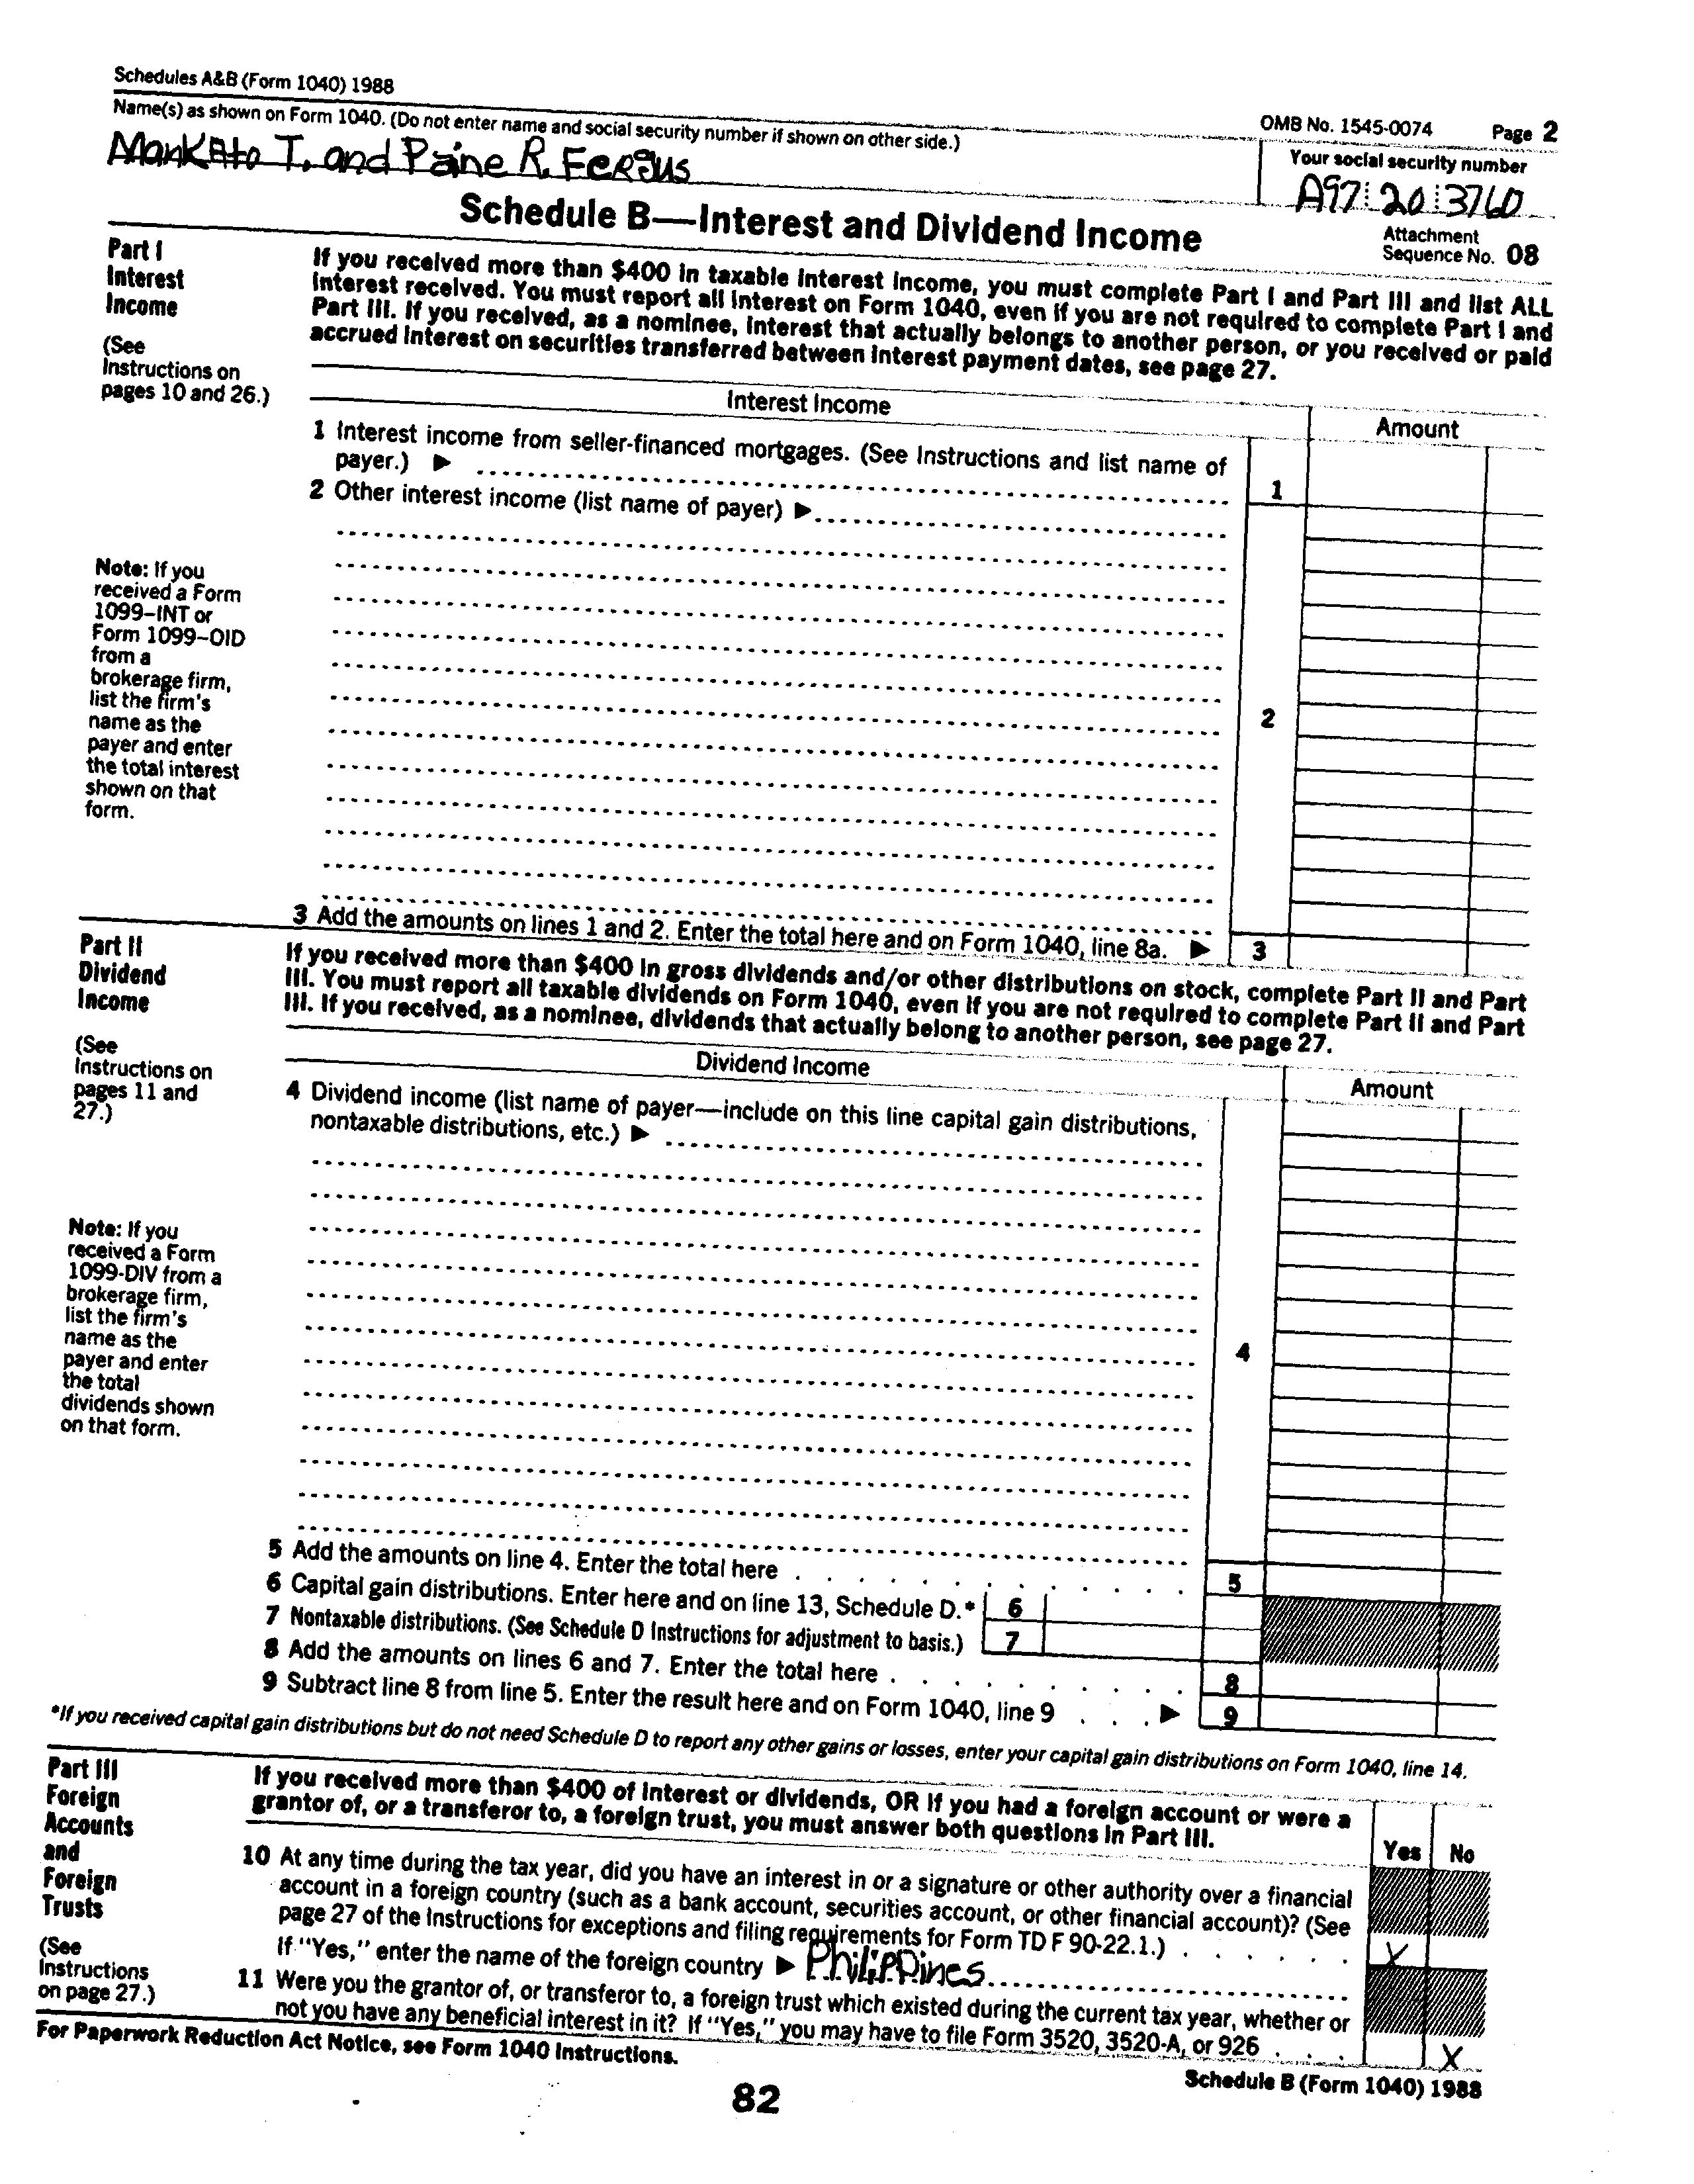 Schedules A&B (Form 1040) 1988
OMB No. 1545-0074 Page 2
Name(s) as shown on Form 1040. (Do not enter name and social security number if shown on other side.)
Your social security number
Mankato T. and Paine R. Fergus
A97 20 3760
Schedule B—Interest and Dividend Income
Attachment
Sequence No. 08
Part I
Interest
Income
(See
Instructions on
pages 10 and 26.)
If you received more than $400 in taxable interest income, you must complete Part I and Part III and list ALL
interest received. You must report all interest on Form 1040, even if you are not required to complete Part I and
Part III. If you received, as a nominee, interest that actually belongs to another person, or you received or paid
accrued interest on securities transferred between interest payment dates, see page 27.
Interest Income
Amount
1 Interest income from seller-financed mortgages. (See Instructions and list name of
payer.) ▶
1
2 Other interest income (list name of payer) ▶
Note: If you
received a Form
1099–INT or
Form 1099–OID
from a
brokerage firm,
list the firm's
name as the
payer and enter
the total interest
shown on that
form.
2
3 Add the amounts on lines 1 and 2. Enter the total here and on Form 1040, line 8a. ▶ 3
Part II
Dividend
Income
(See
Instructions on
pages 11 and
27.)
If you received more than $400 in gross dividends and/or other distributions on stock, complete Part II and Part
III. You must report all taxable dividends on Form 1040, even if you are not required to complete Part II and Part
III. If you received, as a nominee, dividends that actually belong to another person, see page 27.
Dividend Income
Amount
4 Dividend income (list name of payer—include on this line capital gain distributions,
nontaxable distributions, etc.) ▶
Note: If you
received a Form
1099-DIV from a
brokerage firm,
list the firm's
name as the
payer and enter
the total
dividends shown
on that form.
4
5 Add the amounts on line 4. Enter the total here 5
6 Capital gain distributions. Enter here and on line 13, Schedule D.* 6
7 Nontaxable distributions. (See Schedule D Instructions for adjustment to basis.) 7
8 Add the amounts on lines 6 and 7. Enter the total here 8
9 Subtract line 8 from line 5. Enter the result here and on Form 1040, line 9 ▶ 9
*If you received capital gain distributions but do not need Schedule D to report any other gains or losses, enter your capital gain distributions on Form 1040, line 14.
Part III
Foreign
Accounts
and
Foreign
Trusts
(See
Instructions
on page 27.)
If you received more than $400 of interest or dividends, OR if you had a foreign account or were a
grantor of, or a transferor to, a foreign trust, you must answer both questions in Part III.
Yes No
10 At any time during the tax year, did you have an interest in or a signature or other authority over a financial
account in a foreign country (such as a bank account, securities account, or other financial account)? (See
page 27 of the Instructions for exceptions and filing requirements for Form TD F 90-22.1.) X
If "Yes," enter the name of the foreign country ▶ Philippines
11 Were you the grantor of, or transferor to, a foreign trust which existed during the current tax year, whether or
not you have any beneficial interest in it? If "Yes," you may have to file Form 3520, 3520-A, or 926 X
For Paperwork Reduction Act Notice, see Form 1040 Instructions.
Schedule B (Form 1040) 1988
82